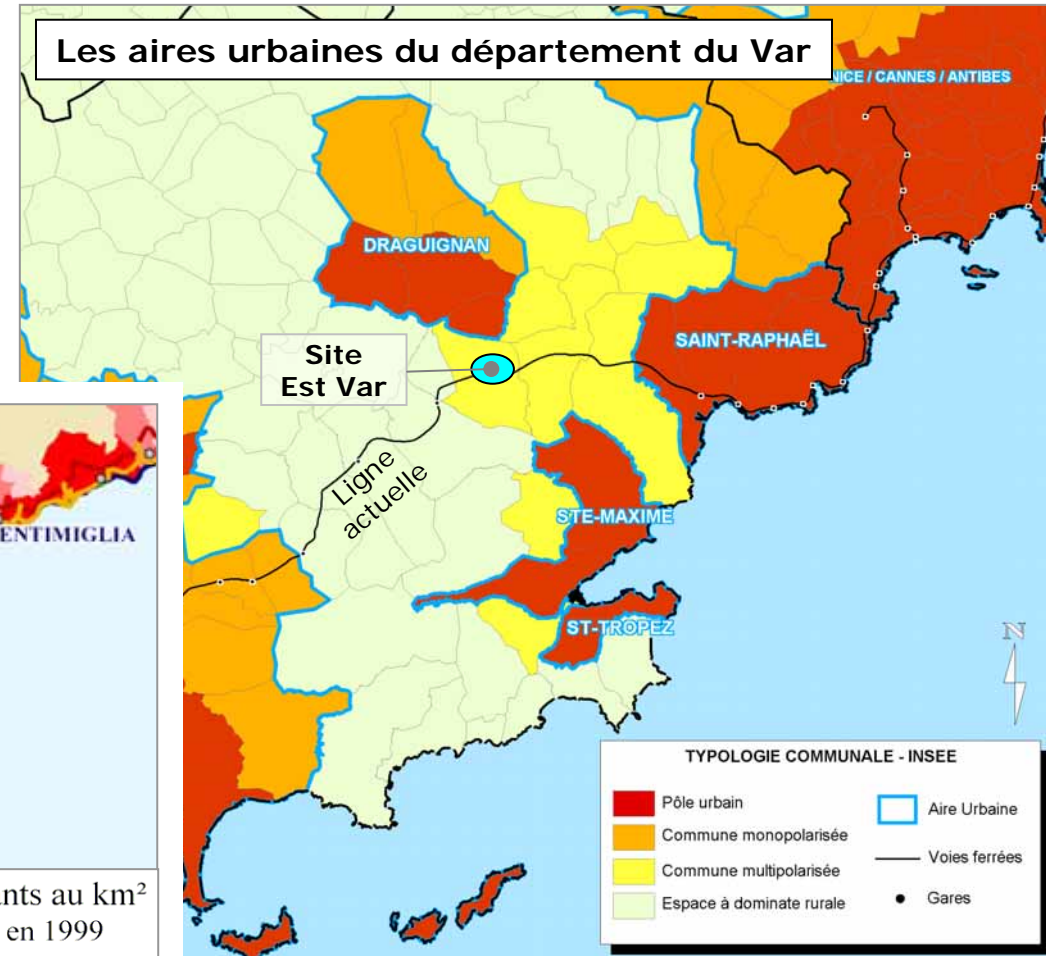 Les aires urbaines du département du Var
NICE / CANNES / ANTIBES
DRAGUIGNAN
SAINT-RAPHAËL
Site
Est Var
Ligne
actuelle
STE-MAXIME
ST-TROPEZ
N
TYPOLOGIE COMMUNALE - INSEE
Pôle urbain
Commune monopolarisée
Commune multipolarisée
Espace à dominate rurale
Aire Urbaine
Voies ferrées
Gares
ENTIMIGLIA
nts au km²
en 1999